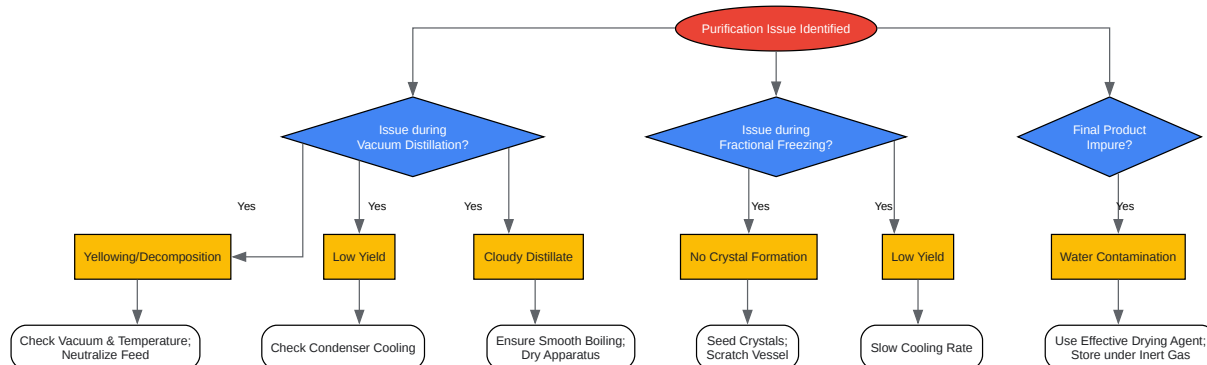 Purification Issue Identified
Issue during
Vacuum Distillation?
Issue during
Fractional Freezing?
Final Product
Impure?
Yes
Yes
Yes
Yes
Yes
Yes
Yellowing/Decomposition
Low Yield
Cloudy Distillate
No Crystal Formation
Low Yield
Water Contamination
Check Vacuum & Temperature;
Neutralize Feed
Check Condenser Cooling
Ensure Smooth Boiling;
Dry Apparatus
Seed Crystals;
Scratch Vessel
Slow Cooling Rate
Use Effective Drying Agent;
Store under Inert Gas